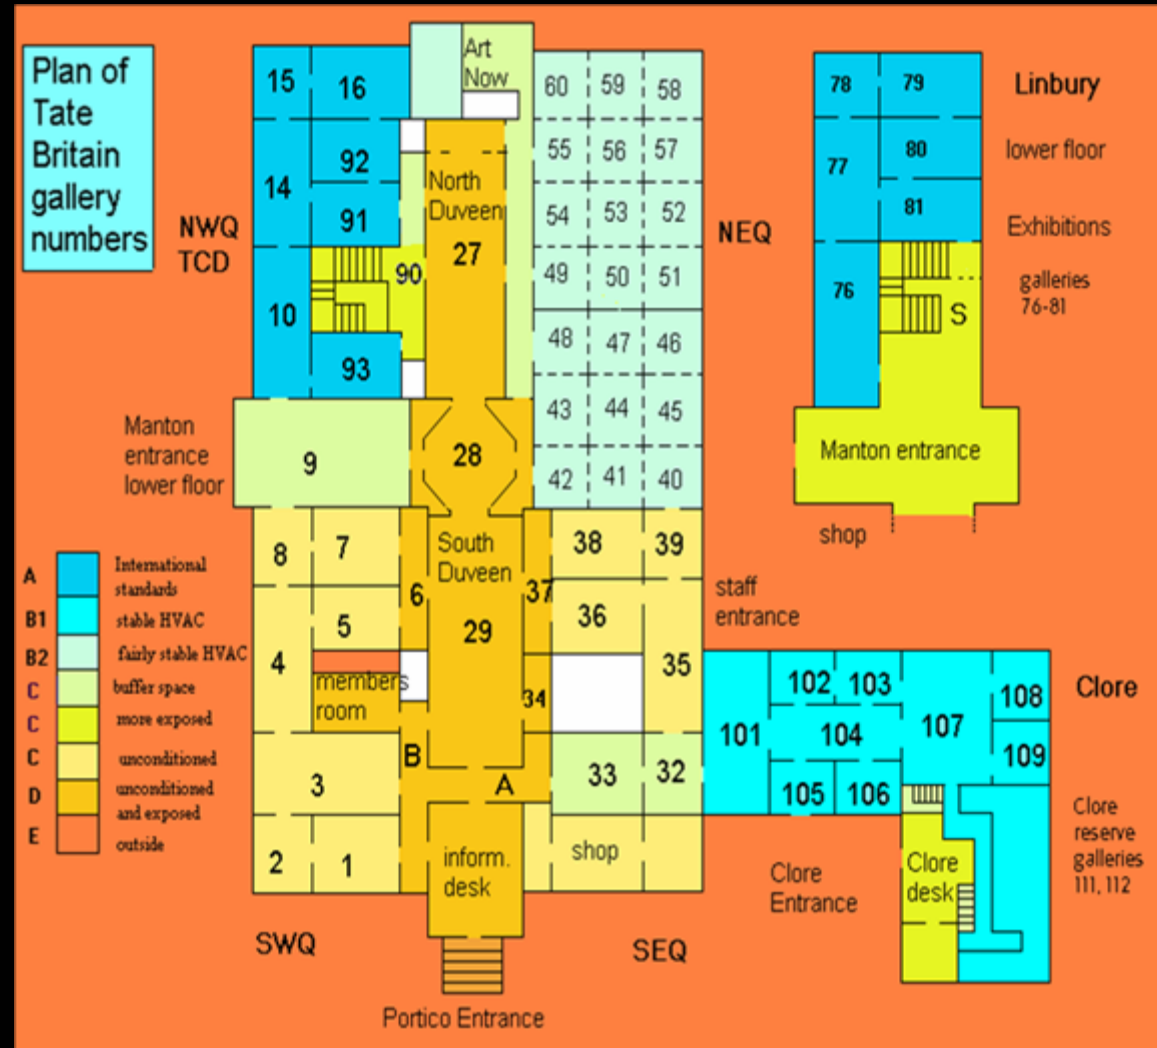 Plan of
Tate
Britain
gallery
numbers
NWQ
TCD
15
16
14
92
91
10
90
93
Art
Now
North
Duveen
27
60
59
58
55
56
57
54
53
52
49
50
51
48
47
46
43
44
45
42
41
40
NEQ
78
79
77
80
81
76
S
Manton entrance
shop
Linbury
lower floor
Exhibitions
galleries
76-81
Manton
entrance
lower floor
9
28
8
7
6
5
4
South
Duveen
29
37
38
39
36
35
34
members
room
B
A
3
2
1
33
32
inform.
desk
shop
staff
entrance
A
International
standards
B1
stable HVAC
B2
fairly stable HVAC
C
buffer space
C
more exposed
C
unconditioned
D
unconditioned
and exposed
E
outside
101
102
103
104
105
106
107
108
109
Clore
Clore
desk
Clore
Entrance
Clore
reserve
galleries
111, 112
SWQ
SEQ
Portico Entrance